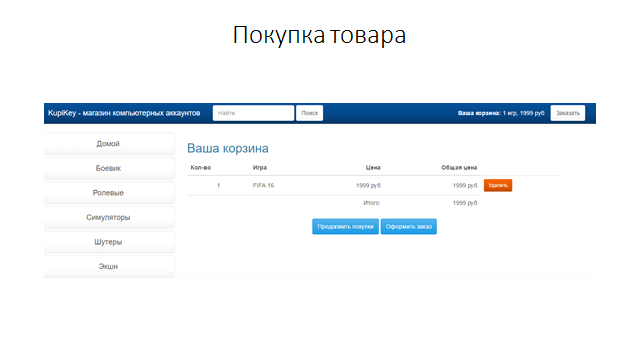 Покупка товара
KupiKey - магазин компьютерных аккаунтов Найти Поиск Ваша корзина: 1 игр, 1999 руб Заказать
Домой
Боевик
Ролевые
Симуляторы
Шутеры
Экшн
Ваша корзина
Кол-во Игра Цена Общая цена
1 FIFA 16 1999 руб 1999 руб Удалить
Итого: 1999 руб
Продолжить покупки Оформить заказ